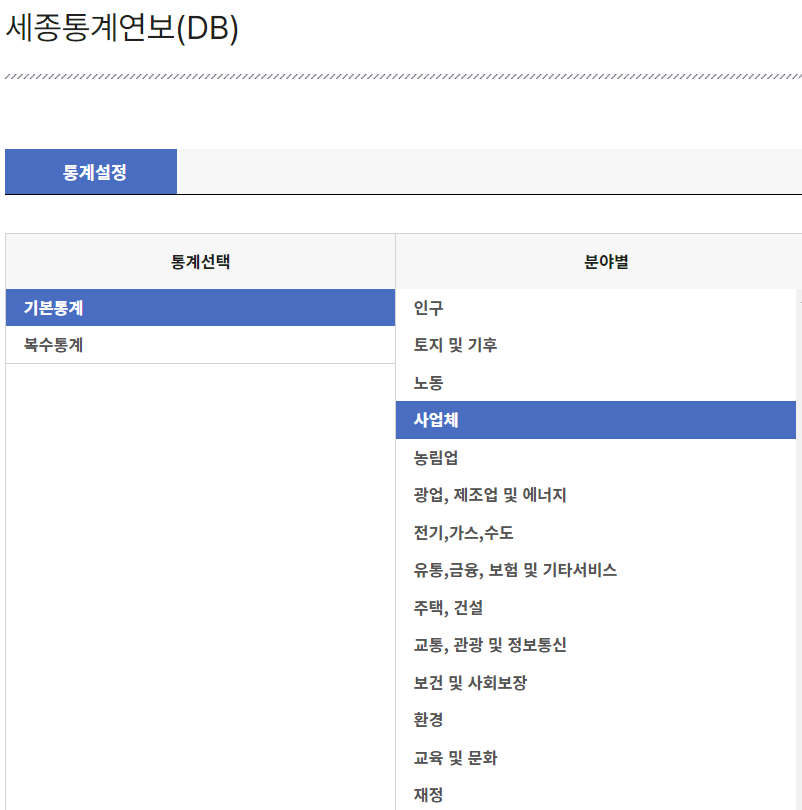 세종통계연보(DB)
통계설정
통계선택
분야별
기본통계
복수통계
인구
토지 및 기후
노동
사업체
농림업
광업, 제조업 및 에너지
전기,가스,수도
유통,금융, 보험 및 기타서비스
주택, 건설
교통, 관광 및 정보통신
보건 및 사회보장
환경
교육 및 문화
재정